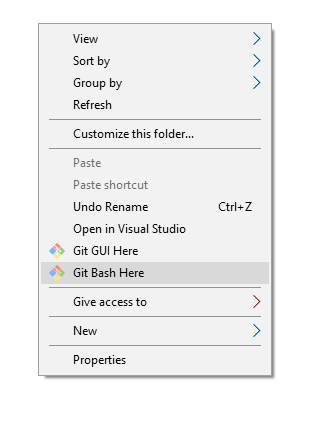 View
Sort by
Group by
Refresh
Customize this folder...
Paste
Paste shortcut
Undo Rename Ctrl+Z
Open in Visual Studio
Git GUI Here
Git Bash Here
Give access to
New
Properties